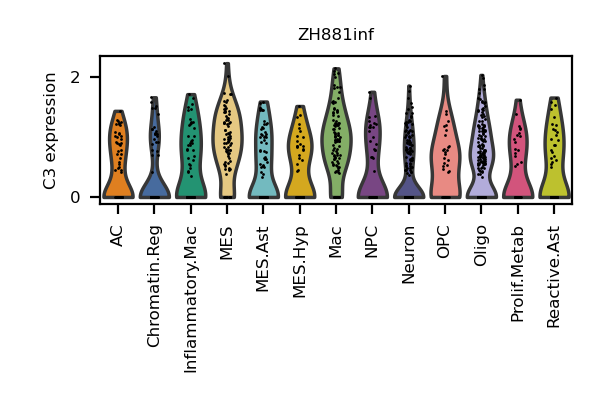 ZH881inf
C3 expression
2
0
AC
Chromatin.Reg
Inflammatory.Mac
MES
MES.Ast
MES.Hyp
Mac
NPC
Neuron
OPC
Oligo
Prolif.Metab
Reactive.Ast